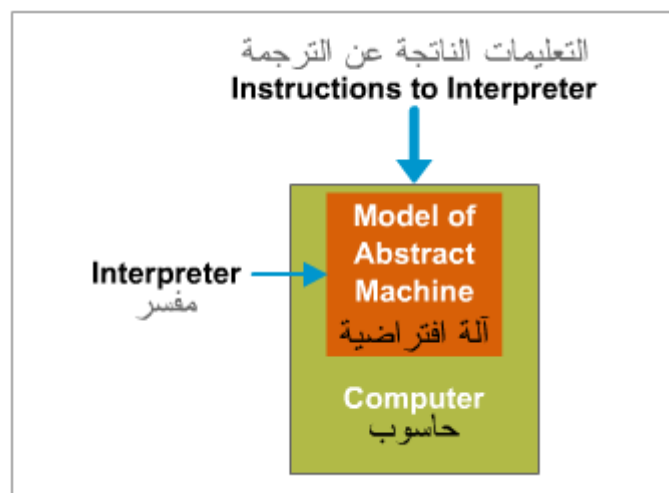 التعليمات الناتجة عن الترجمة
Instructions to Interpreter
Model of
Abstract
Machine
آلة افتراضية
Interpreter
مفسر
Computer
حاسوب